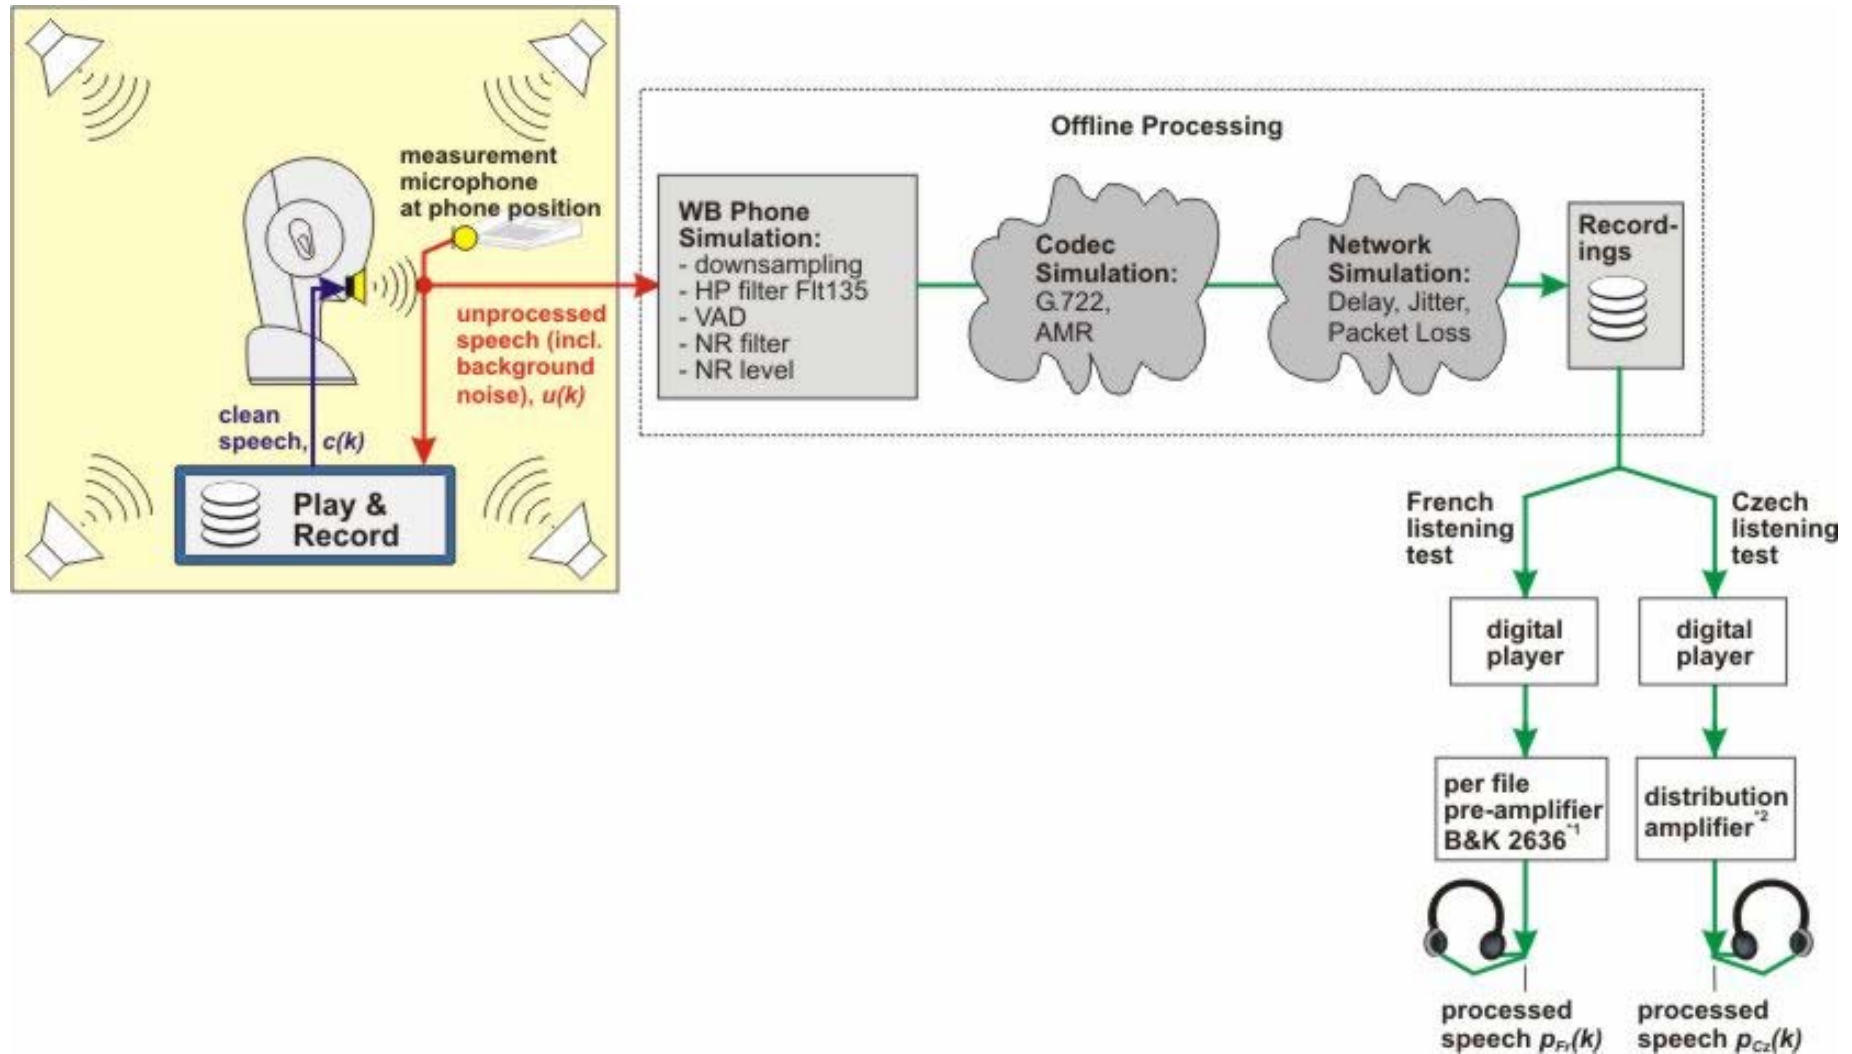 measurement
microphone
at phone position
unprocessed
speech (incl.
background
noise), u(k)
clean
speech, c(k)
Play &
Record
Offline Processing
WB Phone
Simulation:
- downsampling
- HP filter Flt135
- VAD
- NR filter
- NR level
Codec
Simulation:
G.722,
AMR
Network
Simulation:
Delay, Jitter,
Packet Loss
Record-
ings
French
listening
test
Czech
listening
test
digital
player
digital
player
per file
pre-amplifier
B&K 2636*1
distribution
amplifier*2
processed
speech pFr(k)
processed
speech pCz(k)